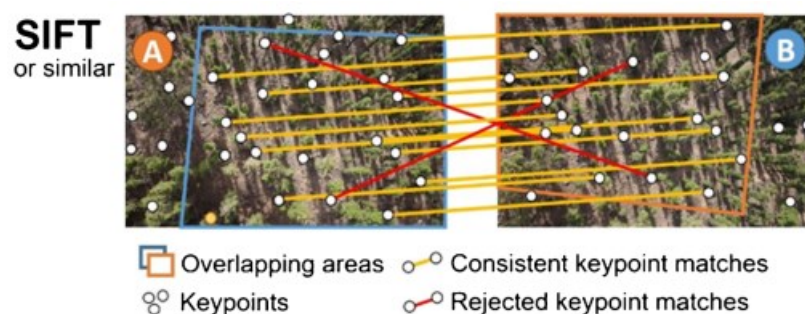 SIFT
or similar
A
B
Overlapping areas
Consistent keypoint matches
Keypoints
Rejected keypoint matches